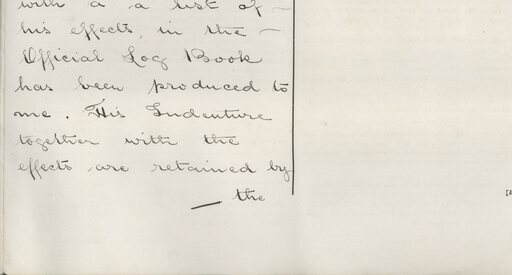 with a a list of -
his effects, in the -
Official Log Book
has been produced to
me. His Indenture
together with the
effects are retained by
— the